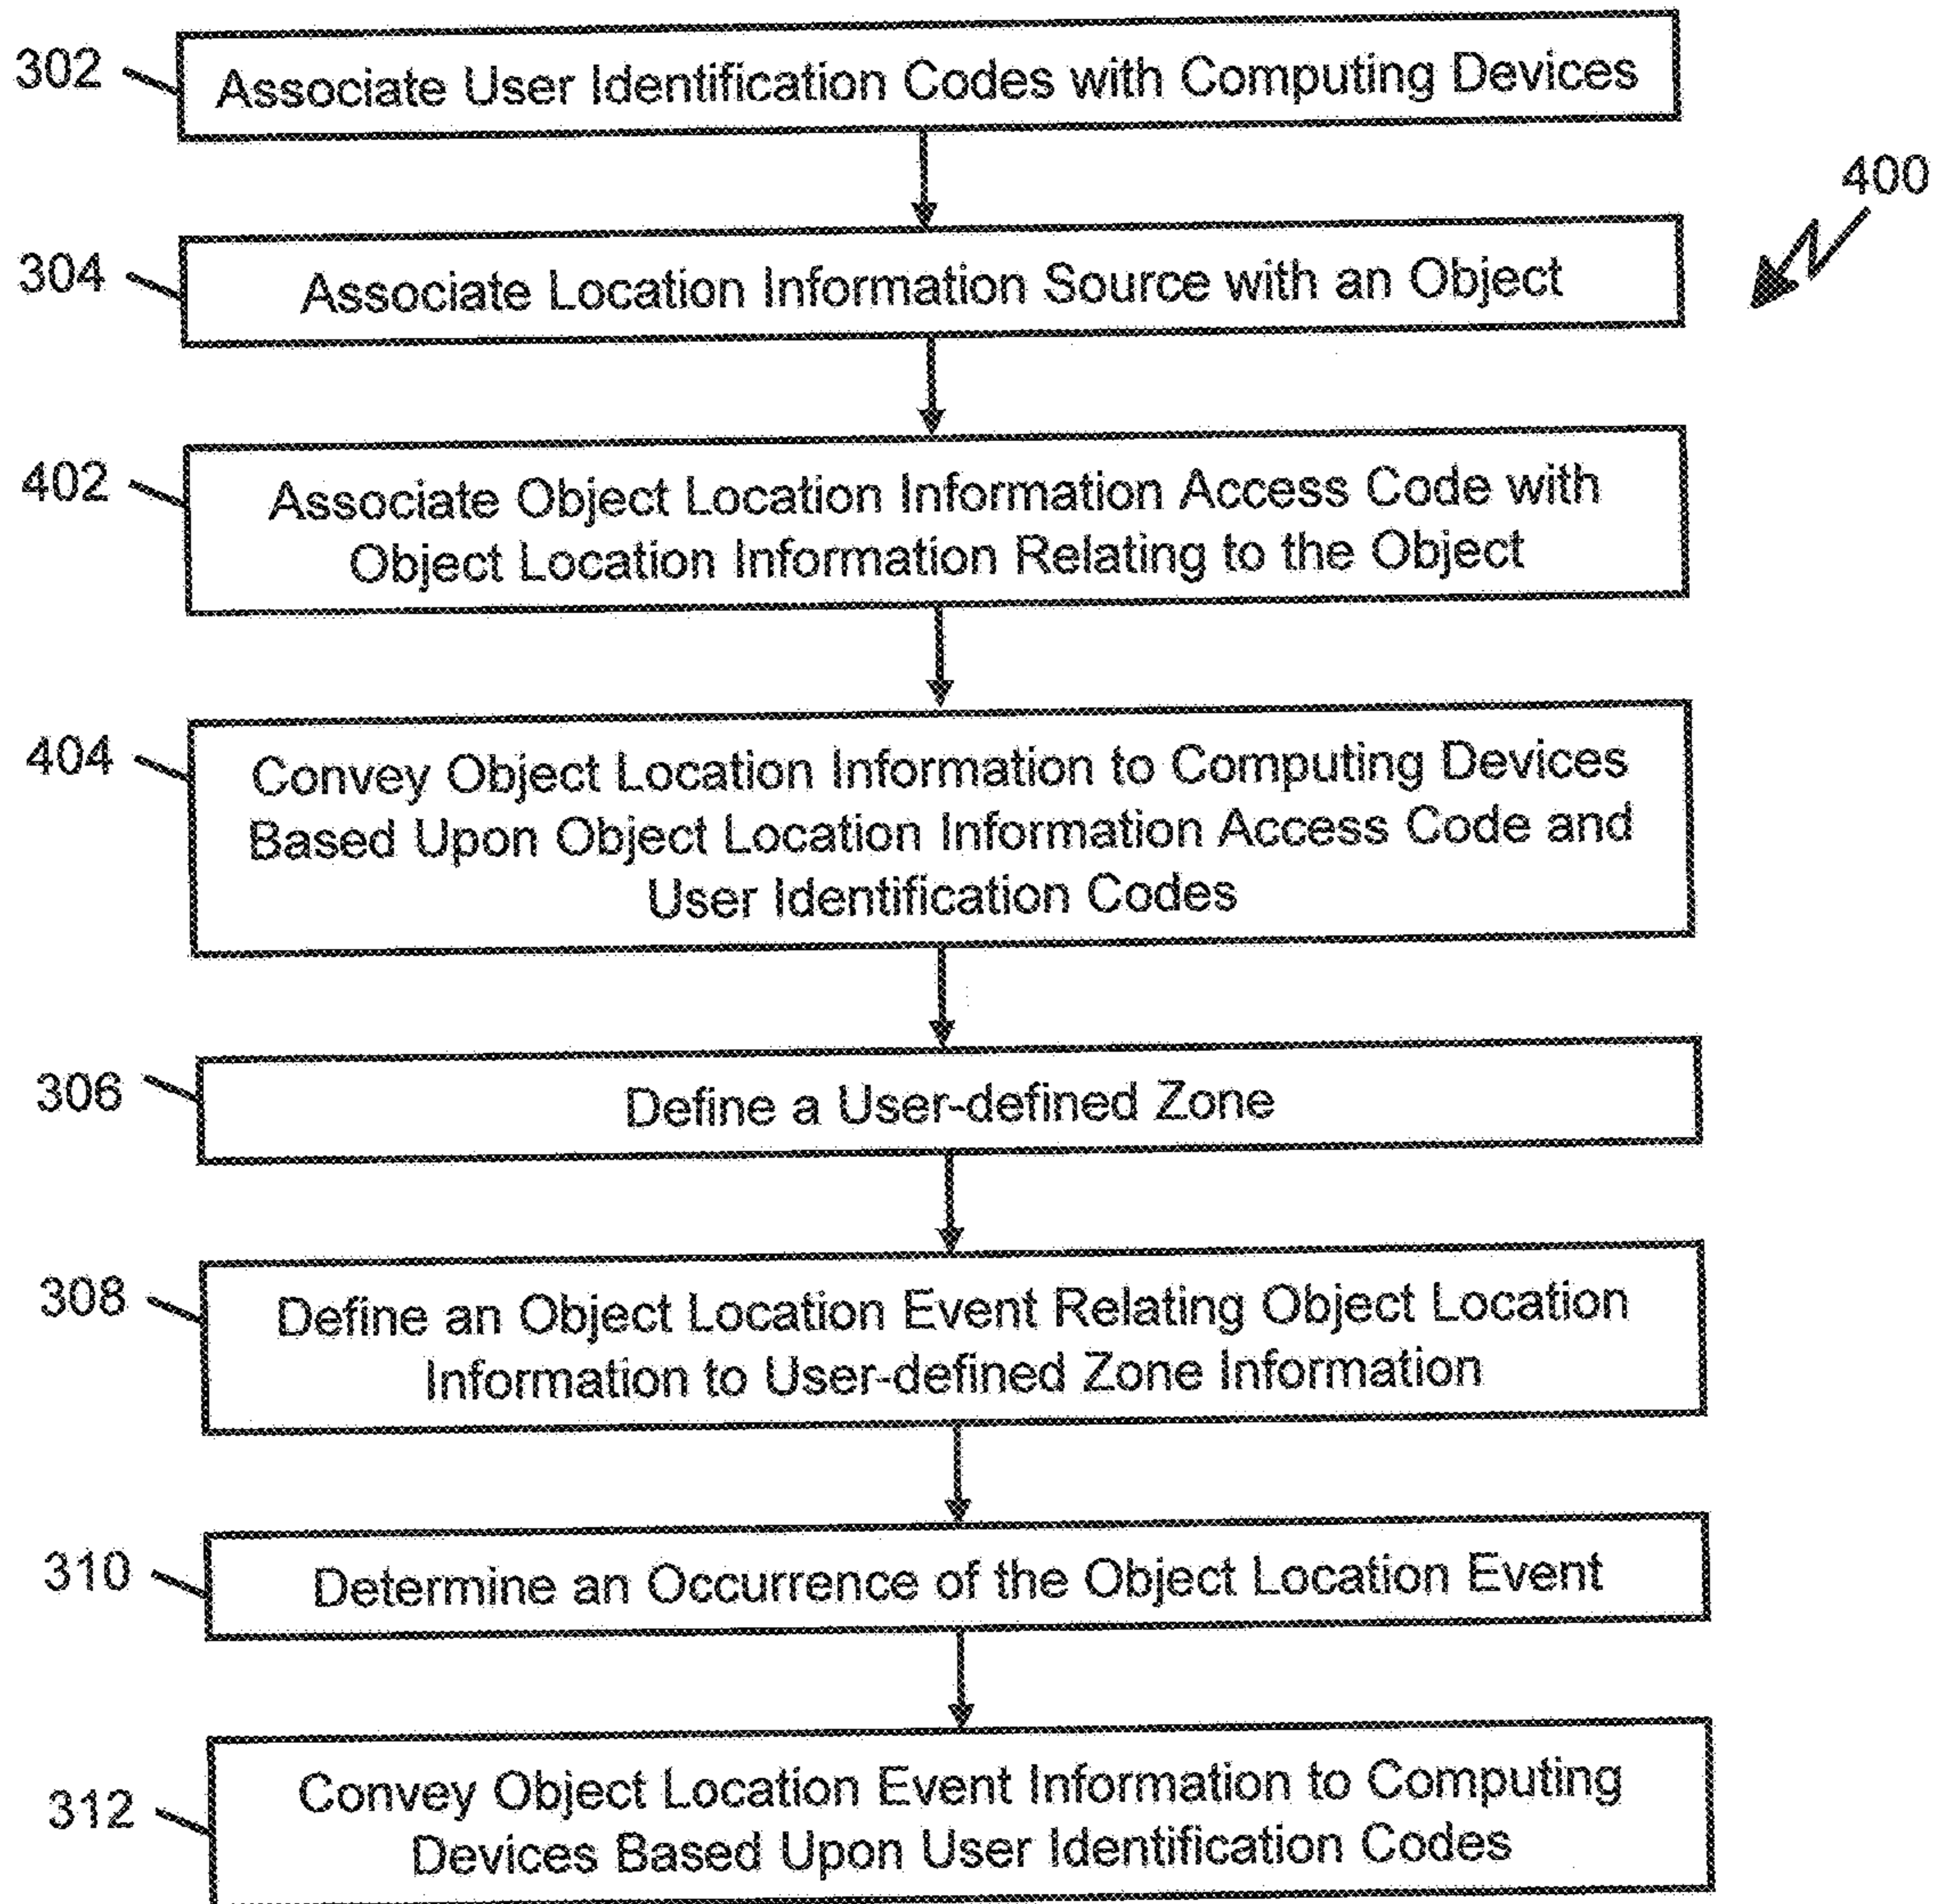 302
Associate User Identification Codes with Computing Devices
400
304
Associate Location Information Source with an Object
402
Associate Object Location Information Access Code with
Object Location Information Relating to the Object
404
Convey Object Location Information to Computing Devices
Based Upon Object Location Information Access Code and
User Identification Codes
306
Define a User-defined Zone
308
Define an Object Location Event Relating Object Location
Information to User-defined Zone Information
310
Determine an Occurrence of the Object Location Event
312
Convey Object Location Event Information to Computing
Devices Based Upon User Identification Codes